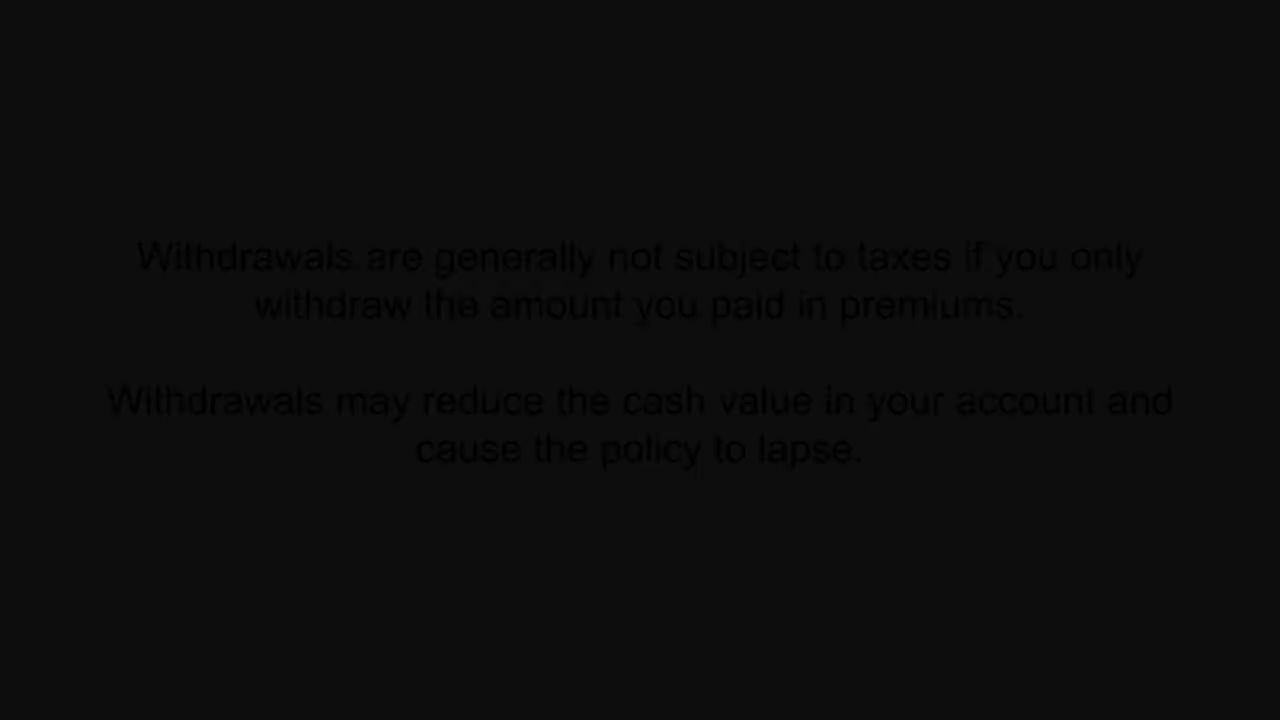 Withdrawals are generally not subject to taxes if you only
withdraw the amount you paid in premiums.
Withdrawals may reduce the cash value in your account and
cause the policy to lapse.